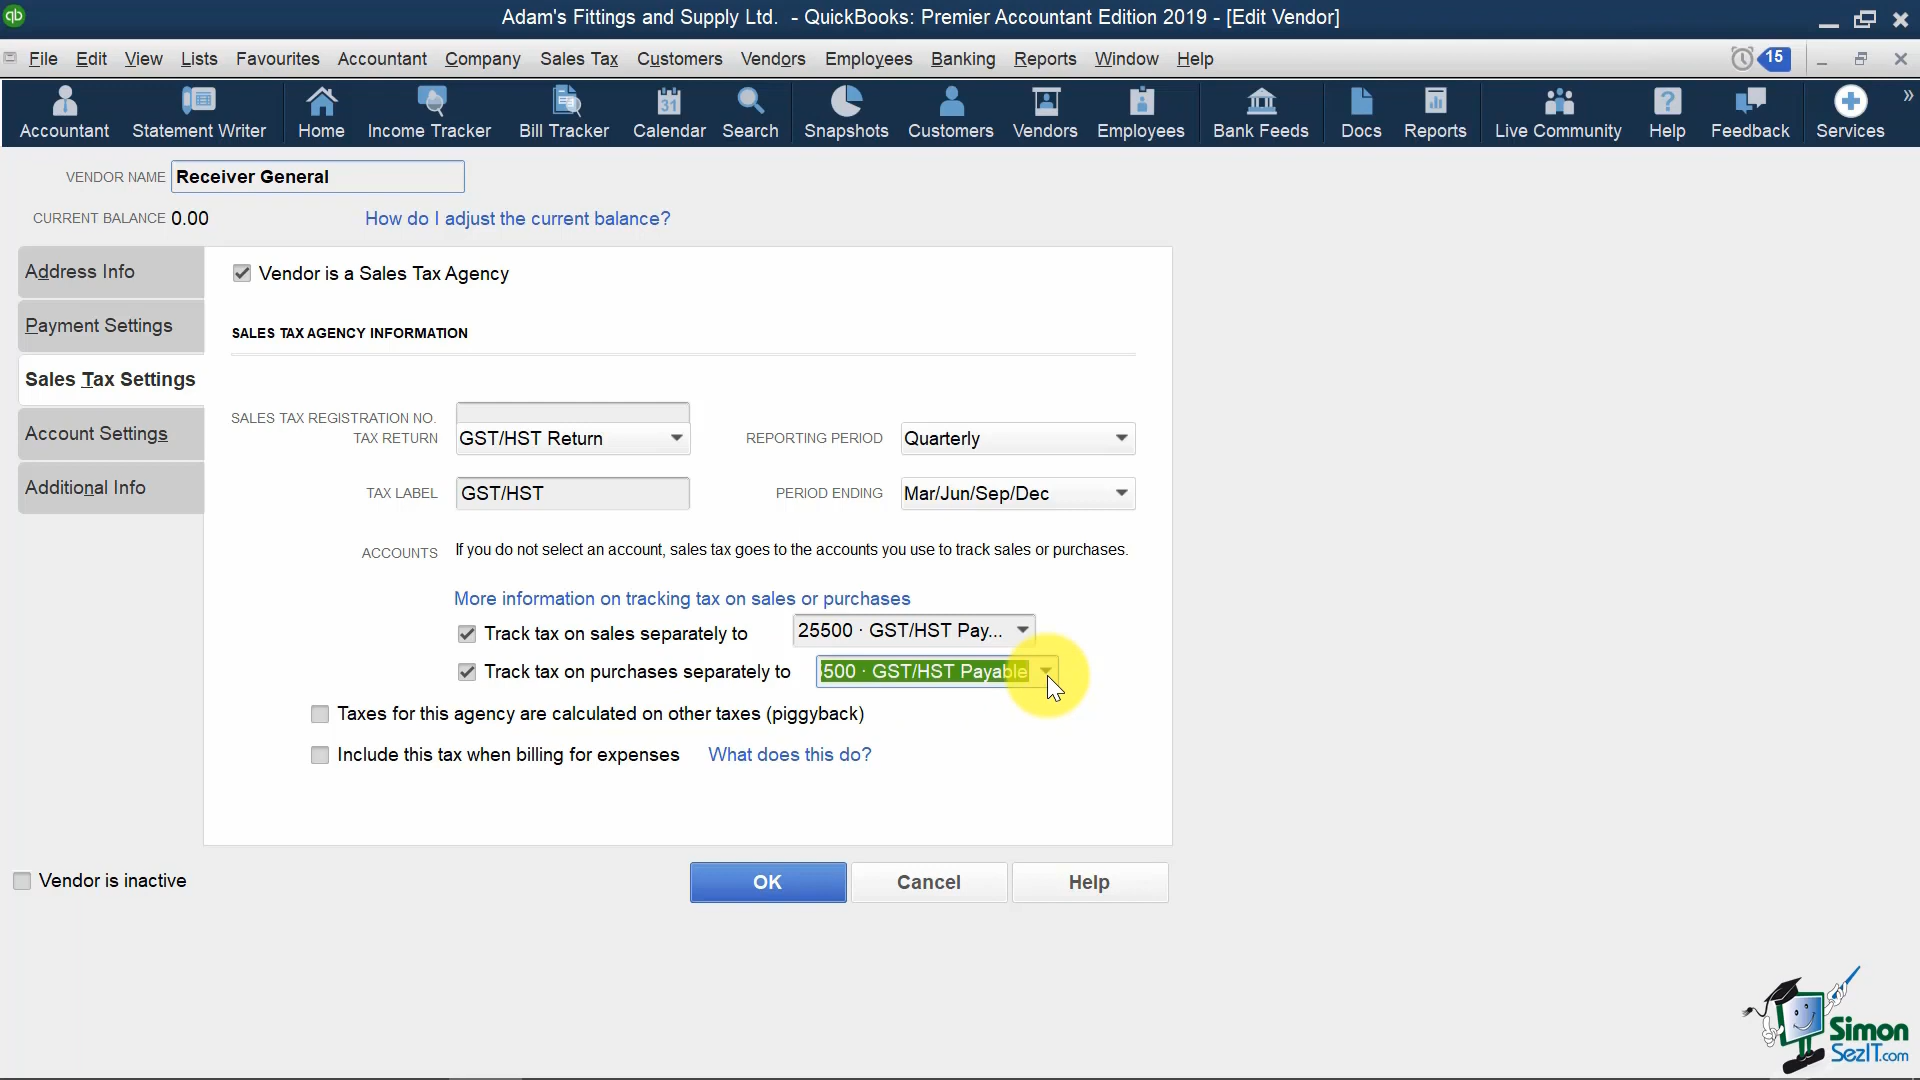 qb
Adam's Fittings and Supply Ltd. - QuickBooks: Premier Accountant Edition 2019 - [Edit Vendor]
File Edit View Lists Favourites Accountant Company Sales Tax Customers Vendors Employees Banking Reports Window Help 15
Accountant Statement Writer Home Income Tracker Bill Tracker 31 Calendar Search Snapshots Customers Vendors Employees Bank Feeds Docs Reports Live Community Help Feedback Services »
VENDOR NAME Receiver General
CURRENT BALANCE 0.00 How do I adjust the current balance?
Address Info
Payment Settings
Sales Tax Settings
Account Settings
Additional Info
Vendor is a Sales Tax Agency
SALES TAX AGENCY INFORMATION
SALES TAX REGISTRATION NO.
TAX RETURN GST/HST Return REPORTING PERIOD Quarterly
TAX LABEL GST/HST PERIOD ENDING Mar/Jun/Sep/Dec
ACCOUNTS If you do not select an account, sales tax goes to the accounts you use to track sales or purchases.
More information on tracking tax on sales or purchases
Track tax on sales separately to 25500 · GST/HST Pay...
Track tax on purchases separately to 500 · GST/HST Payable
Taxes for this agency are calculated on other taxes (piggyback)
Include this tax when billing for expenses What does this do?
Vendor is inactive
OK Cancel Help
Simon
SezIT.com